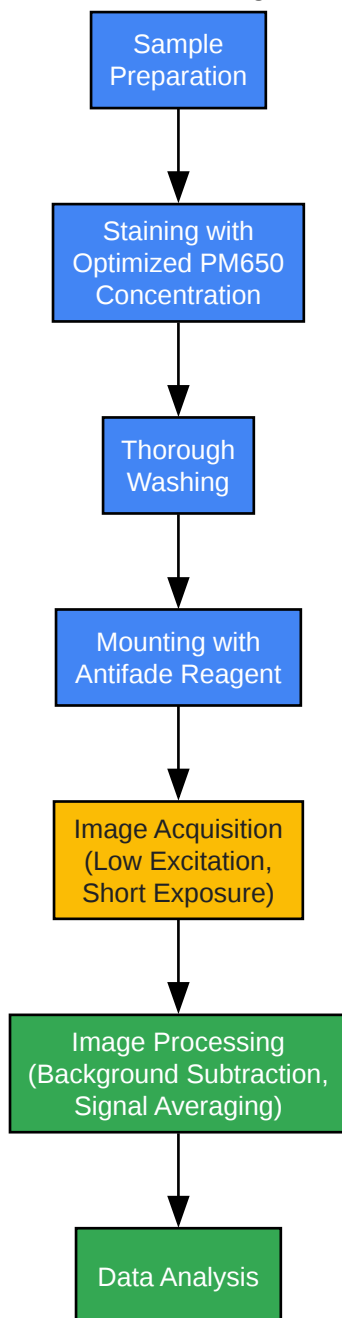 Sample
Preparation
Staining with
Optimized PM650
Concentration
Thorough
Washing
Mounting with
Antifade Reagent
Image Acquisition
(Low Excitation,
Short Exposure)
Image Processing
(Background Subtraction,
Signal Averaging)
Data Analysis